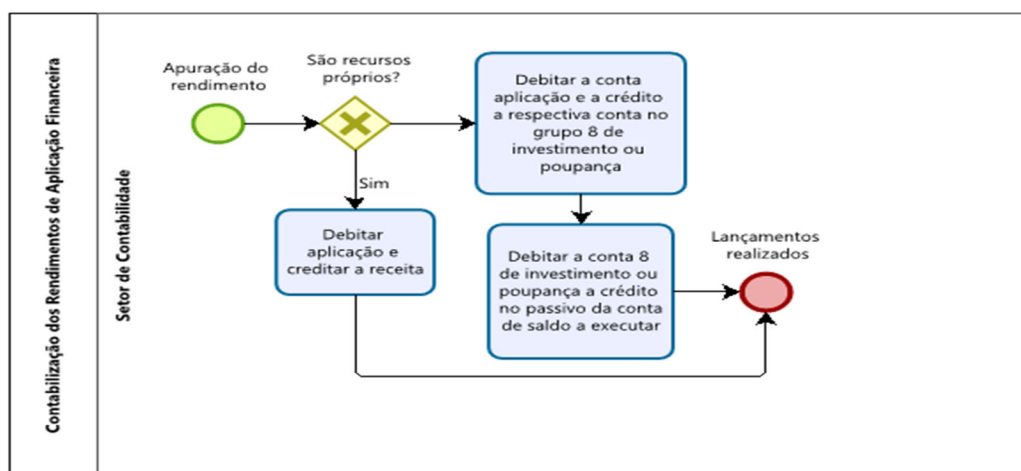 Contabilização dos Rendimentos de Aplicação Financeira
Setor de Contabilidade
Apuração do
rendimento
São recursos
próprios?
Debitar a conta
aplicação e a crédito
a respectiva conta no
grupo 8 de
investimento ou
poupança
Sim
Debitar
aplicação e
creditar a receita
Debitar a conta 8
de investimento ou
poupança a crédito
no passivo da conta
de saldo a executar
Lançamentos
realizados